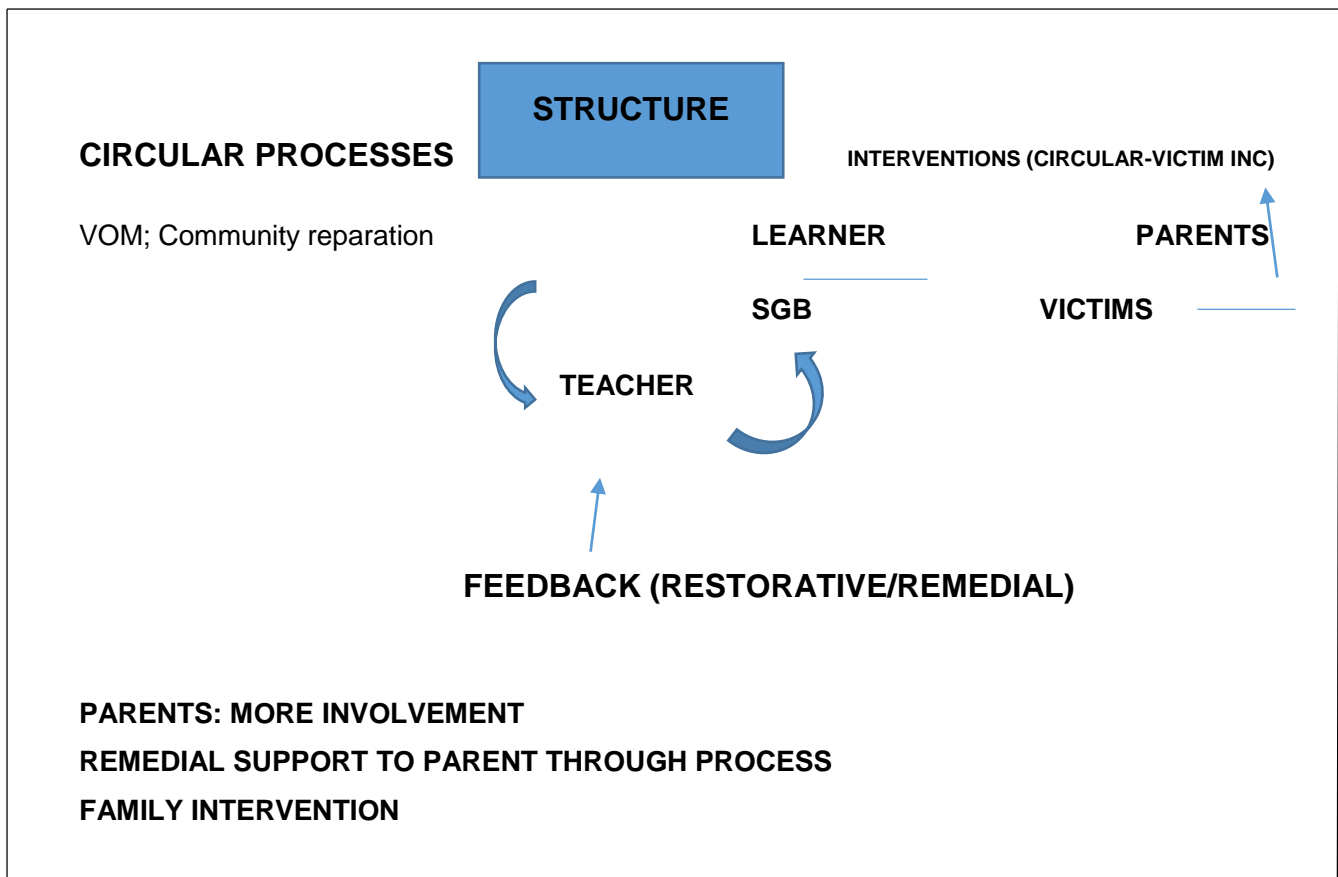 STRUCTURE
CIRCULAR PROCESSES
INTERVENTIONS (CIRCULAR-VICTIM INC)
VOM; Community reparation
LEARNER
PARENTS
SGB
VICTIMS
TEACHER
FEEDBACK (RESTORATIVE/REMEDIAL)
PARENTS: MORE INVOLVEMENT
REMEDIAL SUPPORT TO PARENT THROUGH PROCESS
FAMILY INTERVENTION